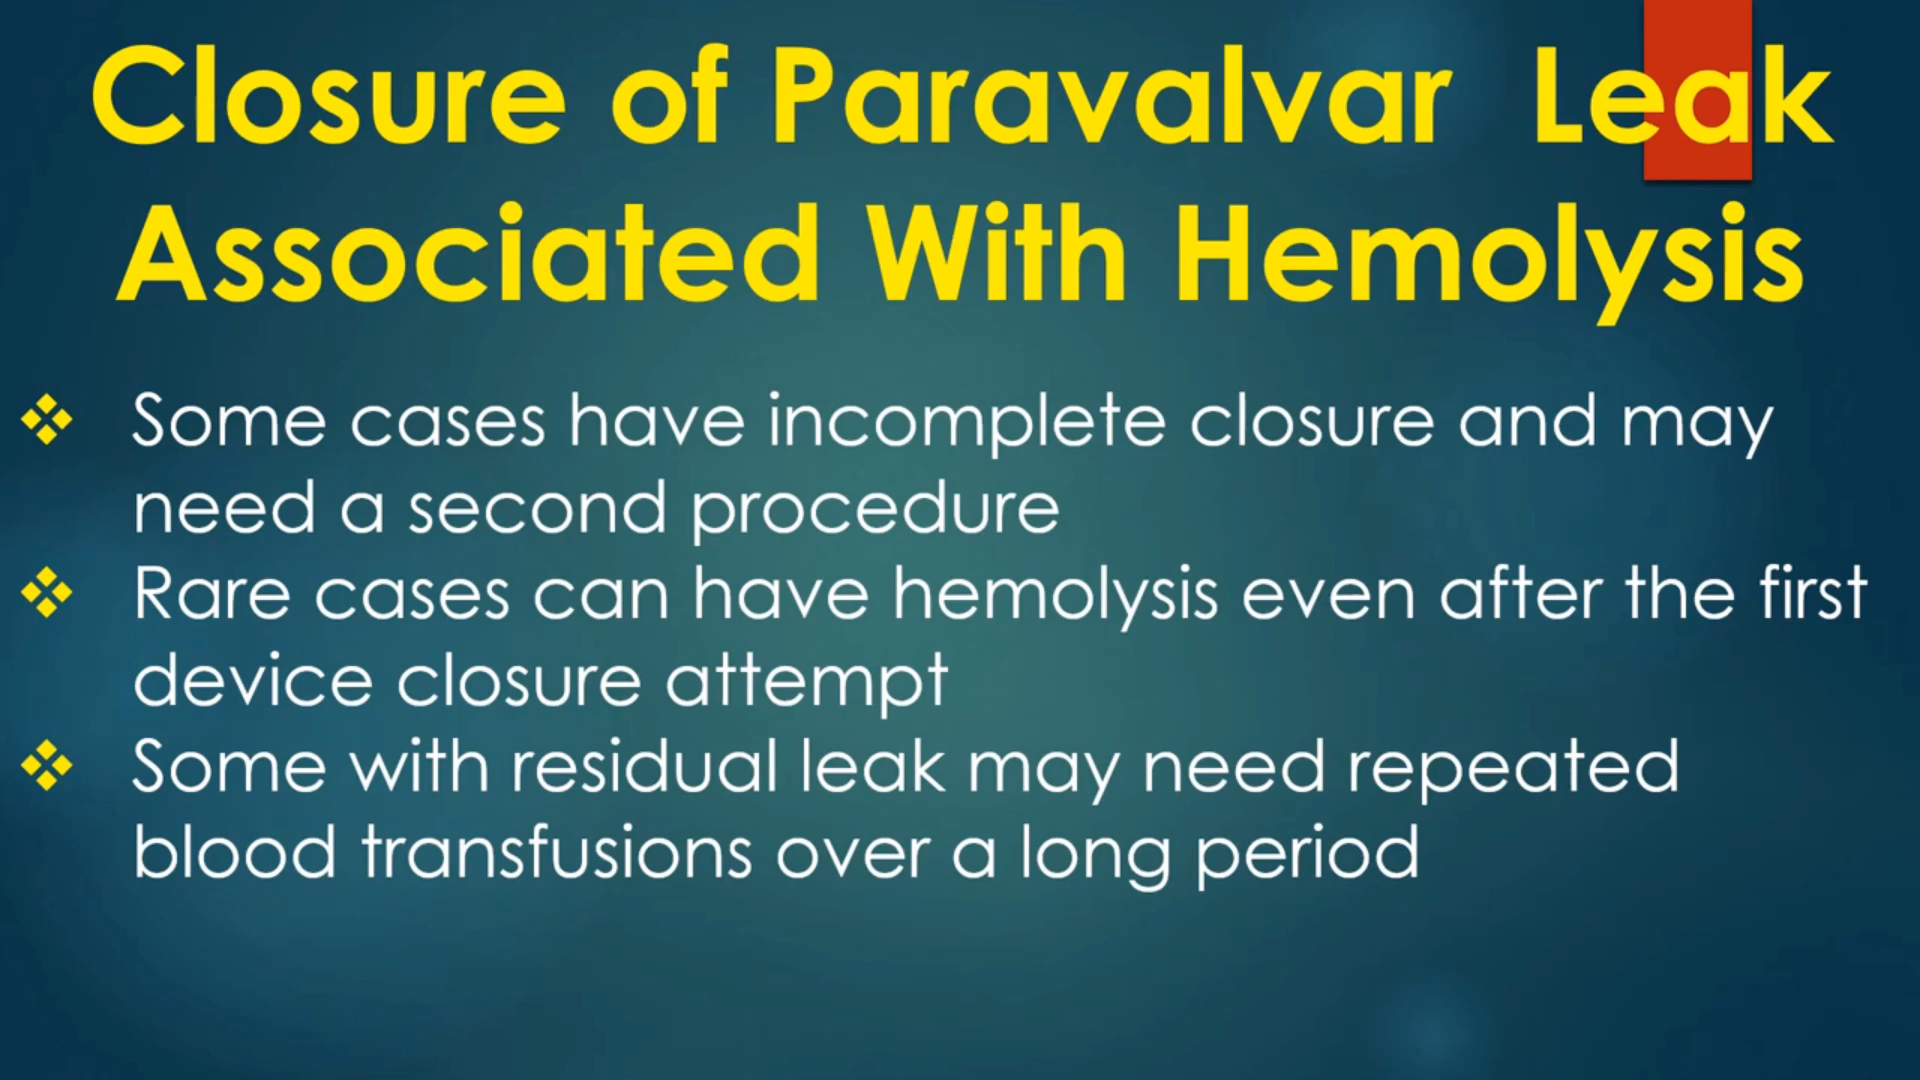 Closure of Paravalvar Leak
Associated With Hemolysis
❖ Some cases have incomplete closure and may
need a second procedure
❖ Rare cases can have hemolysis even after the first
device closure attempt
❖ Some with residual leak may need repeated
blood transfusions over a long period